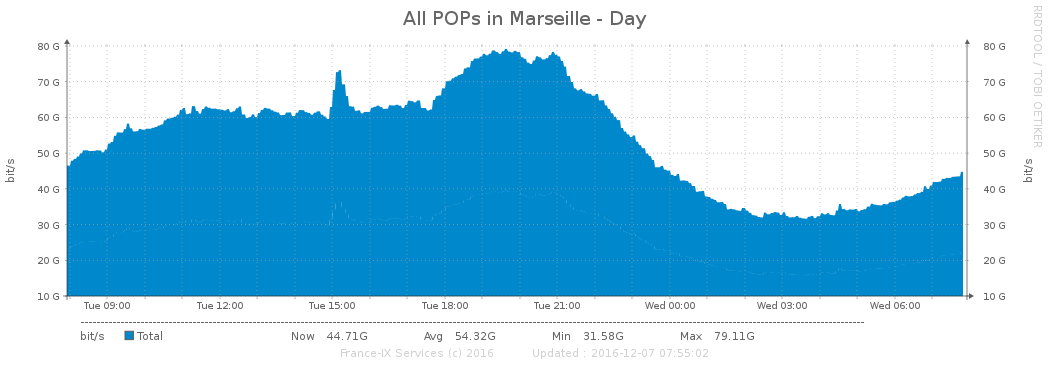 All POPs in Marseille - Day
RRDTOOL / TOBI OETIKER
80 G 80 G
70 G 70 G
60 G 60 G
50 G 50 G
40 G 40 G
30 G 30 G
20 G 20 G
10 G 10 G
bit/s
bit/s
Tue 09:00 Tue 12:00 Tue 15:00 Tue 18:00 Tue 21:00 Wed 00:00 Wed 03:00 Wed 06:00
bit/s Total Now 44.71G Avg 54.32G Min 31.58G Max 79.11G
France-IX Services (c) 2016 Updated : 2016-12-07 07:55:02